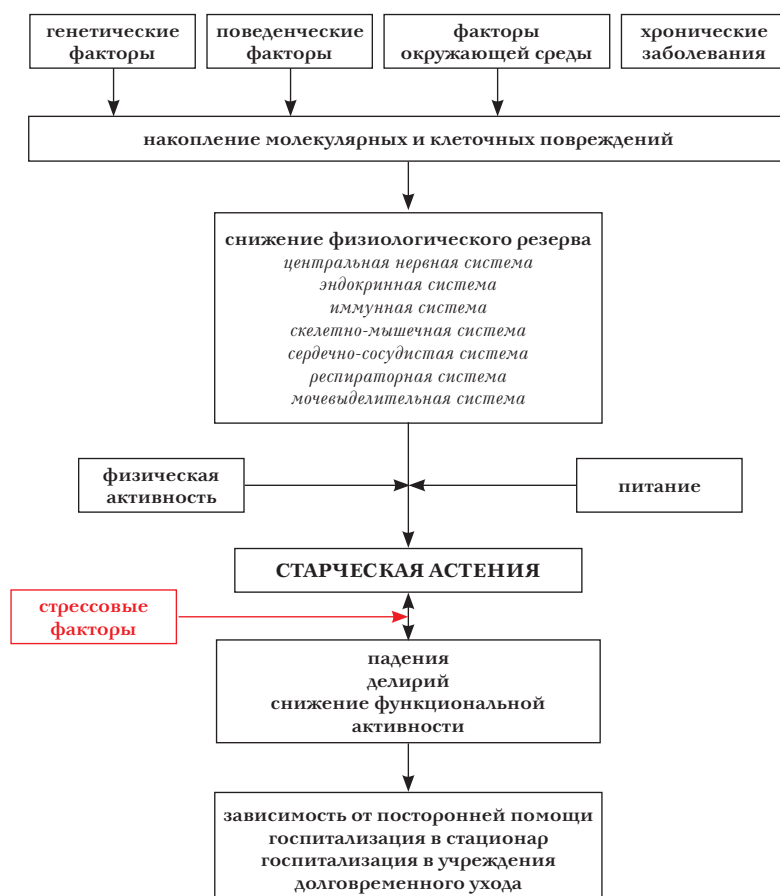 генетические
факторы
поведенческие
факторы
факторы
окружающей среды
хронические
заболевания
накопление молекулярных и клеточных повреждений
снижение физиологического резерва
центральная нервная система
эндокринная система
иммунная система
скелетно-мышечная система
сердечно-сосудистая система
респираторная система
мочевыделительная система
физическая
активность
питание
СТАРЧЕСКАЯ АСТЕНИЯ
стрессовые
факторы
падения
делирий
снижение функциональной
активности
зависимость от посторонней помощи
госпитализация в стационар
госпитализация в учреждения
долговременного ухода